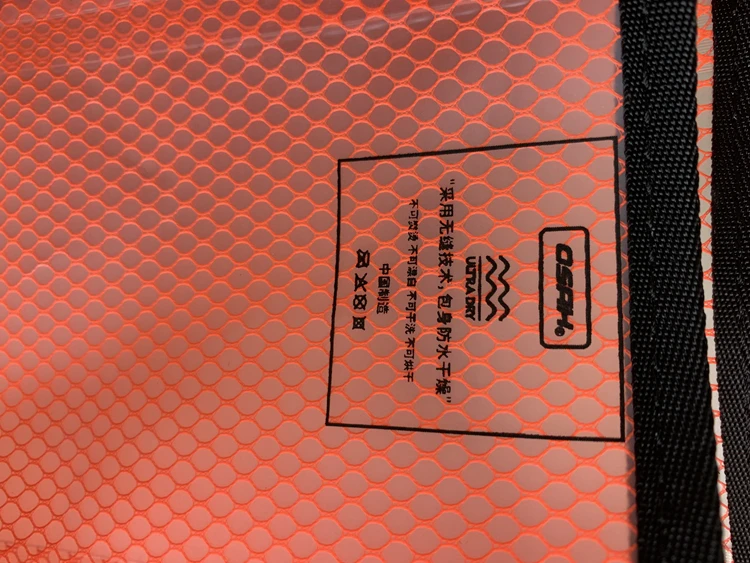 OSAH®
ULTRA DRY
"采用无缝技术,包身防水干燥"
不可熨烫 不可漂白 不可干洗 不可烘干
中国制造